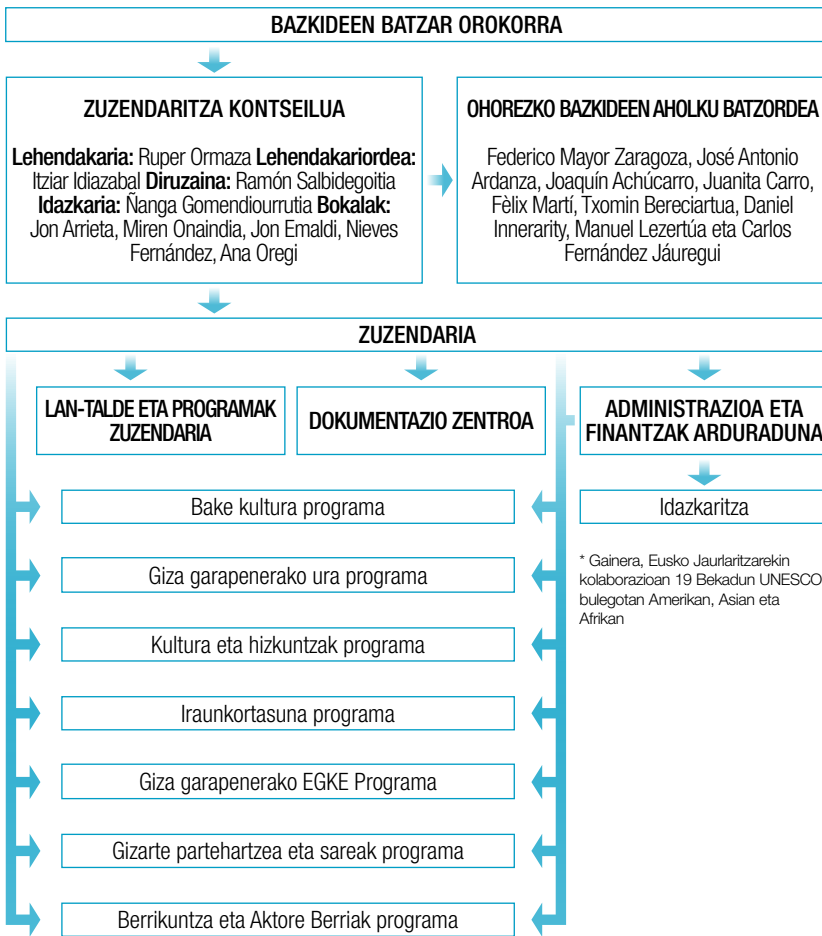 BAZKIDEEN BATZAR OROKORRA
ZUZENDARITZA KONTSEILUA
Lehendakaria: Ruper Ormaza Lehendakariordea:
Itziar Idiazabal Diruzaina: Ramón Salbidegoitia
Idazkaria: Ñanga Gomendiourrutia Bokalak:
Jon Arrieta, Miren Onaindia, Jon Emaldi, Nieves
Fernández, Ana Oregi
OHOREZKO BAZKIDEEN AHOLKU BATZORDEA
Federico Mayor Zaragoza, José Antonio
Ardanza, Joaquín Achúcarro, Juanita Carro,
Fèlix Martí, Txomin Bereciartua, Daniel
Innerarity, Manuel Lezertúa eta Carlos
Fernández Jáuregui
ZUZENDARIA
LAN-TALDE ETA PROGRAMAK
ZUZENDARIA
DOKUMENTAZIO ZENTROA
ADMINISTRAZIOA ETA
FINANTZAK ARDURADUNA
Bake kultura programa
Idazkaritza
Giza garapenerako ura programa
* Gainera, Eusko Jaurlaritzarekin
kolaborazioan 19 Bekadun UNESCO
bulegotan Amerikan, Asian eta
Afrikan
Kultura eta hizkuntzak programa
Iraunkortasuna programa
Giza garapenerako EGKE Programa
Gizarte partehartzea eta sareak programa
Berrikuntza eta Aktore Berriak programa